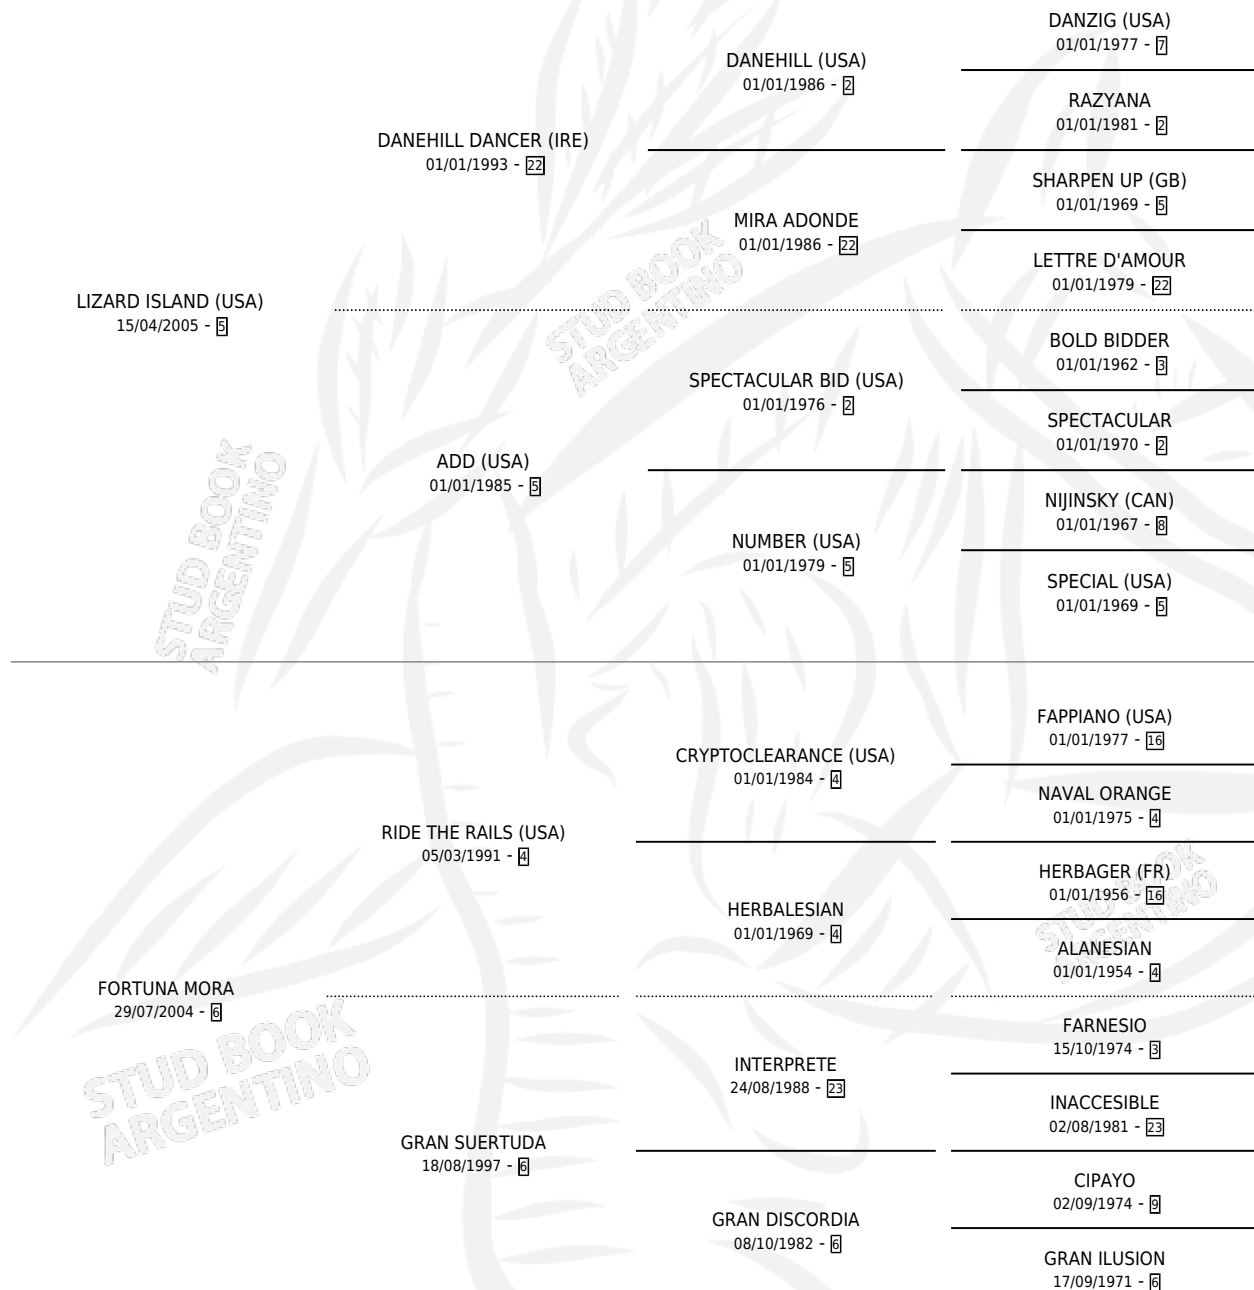 DANZIG (USA)
01/01/1977 - 7
DANEHILL (USA)
01/01/1986 - 2
RAZYANA
01/01/1981 - 2
DANEHILL DANCER (IRE)
01/01/1993 - 22
SHARPEN UP (GB)
01/01/1969 - 5
MIRA ADONDE
01/01/1986 - 22
LETTRE D'AMOUR
01/01/1979 - 22
LIZARD ISLAND (USA)
15/04/2005 - 5
BOLD BIDDER
01/01/1962 - 3
SPECTACULAR BID (USA)
01/01/1976 - 2
SPECTACULAR
01/01/1970 - 2
ADD (USA)
01/01/1985 - 5
NIJINSKY (CAN)
01/01/1967 - 8
NUMBER (USA)
01/01/1979 - 5
SPECIAL (USA)
01/01/1969 - 5
STUD BOOK
ARGENTINO
STUD BOOK
ARGENTINO
FAPPIANO (USA)
01/01/1977 - 16
CRYPTOCLEARANCE (USA)
01/01/1984 - 4
NAVAL ORANGE
01/01/1975 - 4
RIDE THE RAILS (USA)
05/03/1991 - 4
HERBAGER (FR)
01/01/1956 - 16
HERBALESIAN
01/01/1969 - 4
ALANESIAN
01/01/1954 - 4
STUD BOOK
ARGENTINO
FORTUNA MORA
29/07/2004 - 6
FARNESIO
15/10/1974 - 3
INTERPRETE
24/08/1988 - 23
INACCESIBLE
02/08/1981 - 23
GRAN SUERTUDA
18/08/1997 - 6
CIPAYO
02/09/1974 - 9
GRAN DISCORDIA
08/10/1982 - 6
GRAN ILUSION
17/09/1971 - 6
STUD BOOK
ARGENTINO